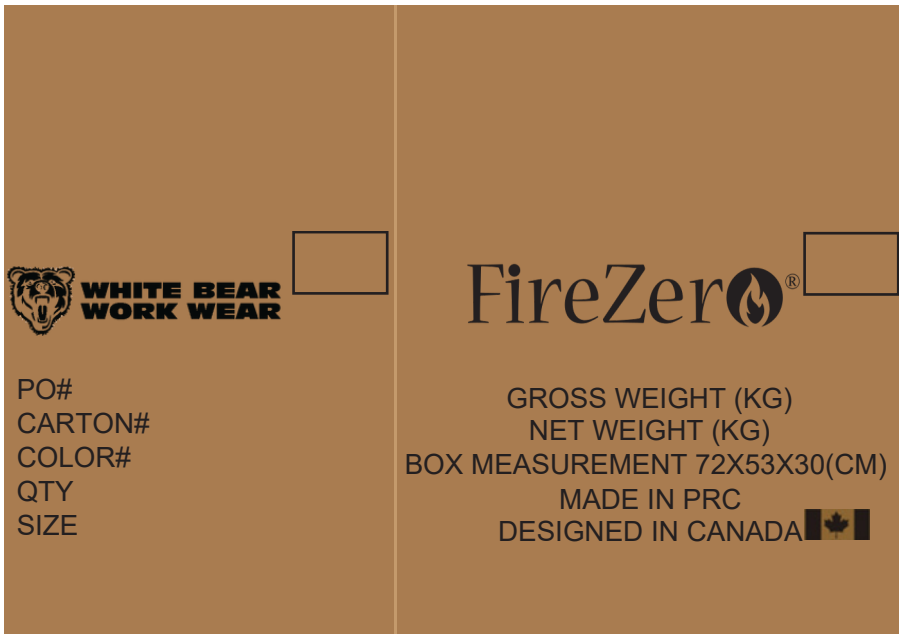 WHITE BEAR
WORK WEAR
PO#
CARTON#
COLOR#
QTY
SIZE
FireZero®
GROSS WEIGHT (KG)
NET WEIGHT (KG)
BOX MEASUREMENT 72X53X30(CM)
MADE IN PRC
DESIGNED IN CANADA